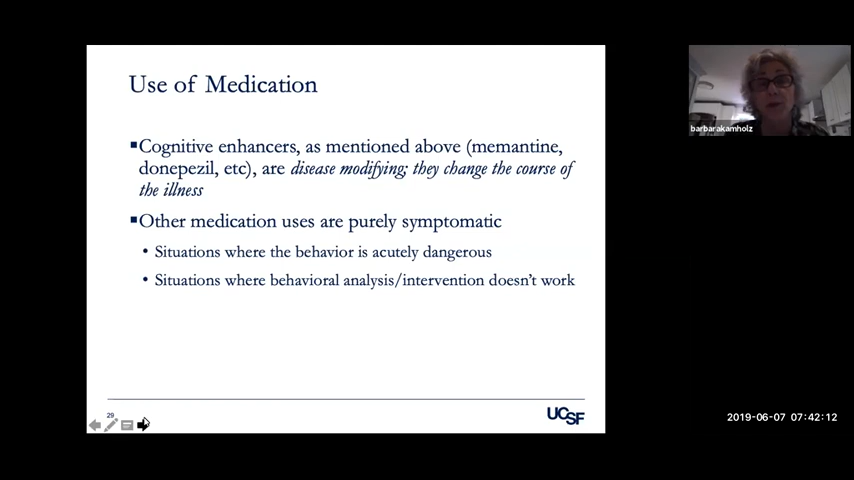 Use of Medication
▪Cognitive enhancers, as mentioned above (memantine,
donepezil, etc), are disease modifying; they change the course of
the illness
▪Other medication uses are purely symptomatic
• Situations where the behavior is acutely dangerous
• Situations where behavioral analysis/intervention doesn't work
29
UCSF
barbarakamholz
2019-06-07 07:42:12